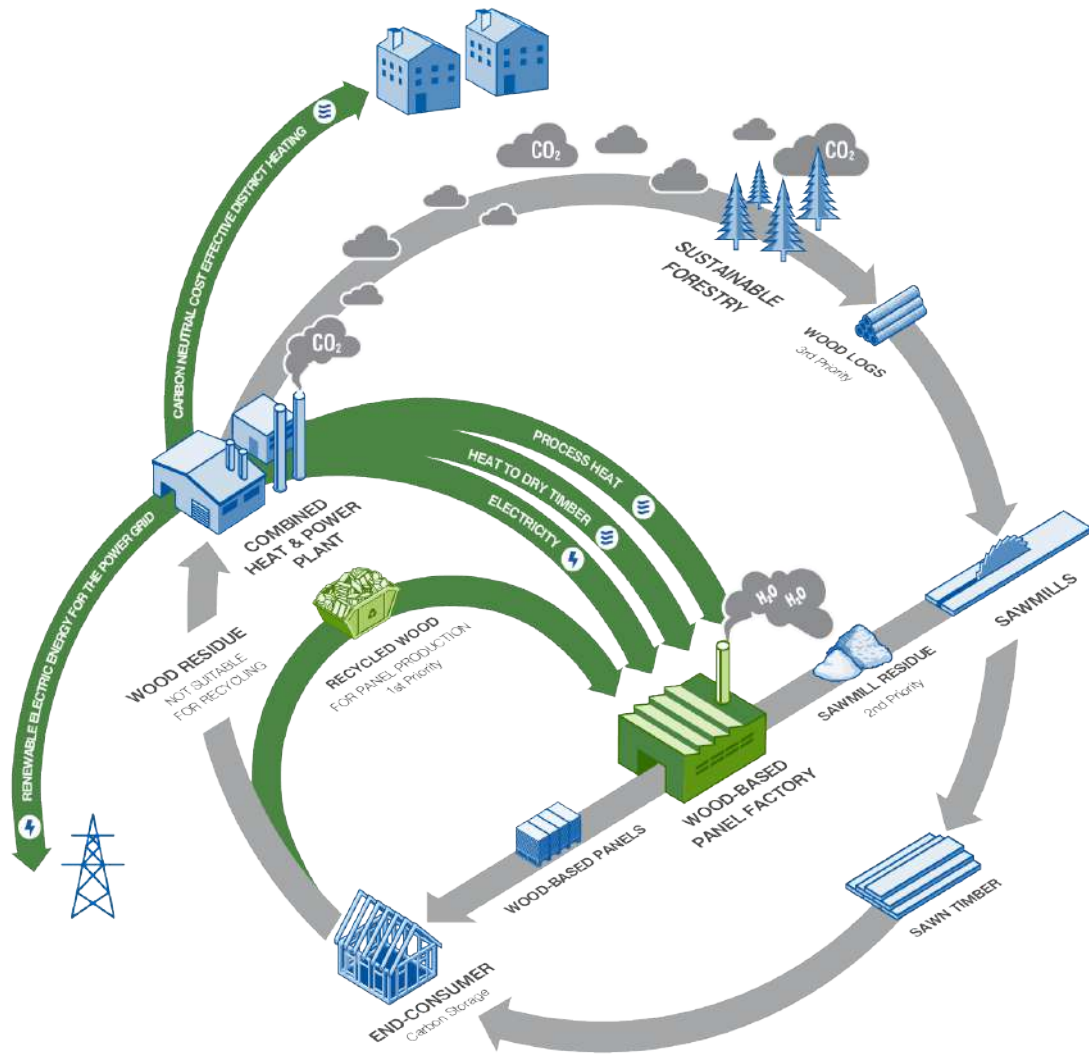 CARBON NEUTRAL COST EFFECTIVE DISTRICT HEATING
CO₂
CO₂
CO₂
SUSTAINABLE
FORESTRY
WOOD LOGS
3rd Priority
PROCESS HEAT
HEAT TO DRY TIMBER
ELECTRICITY
COMBINED
HEAT & POWER
PLANT
RENEWABLE ELECTRIC ENERGY FOR THE POWER GRID
WOOD RESIDUE
NOT SUITABLE
FOR RECYCLING
RECYCLED WOOD
FOR PANEL PRODUCTION
1st Priority
H₂O
H₂O
SAWMILLS
SAWMILL RESIDUE
2nd Priority
WOOD-BASED
PANEL FACTORY
WOOD-BASED PANELS
SAWN TIMBER
END-CONSUMER
Carbon Storage